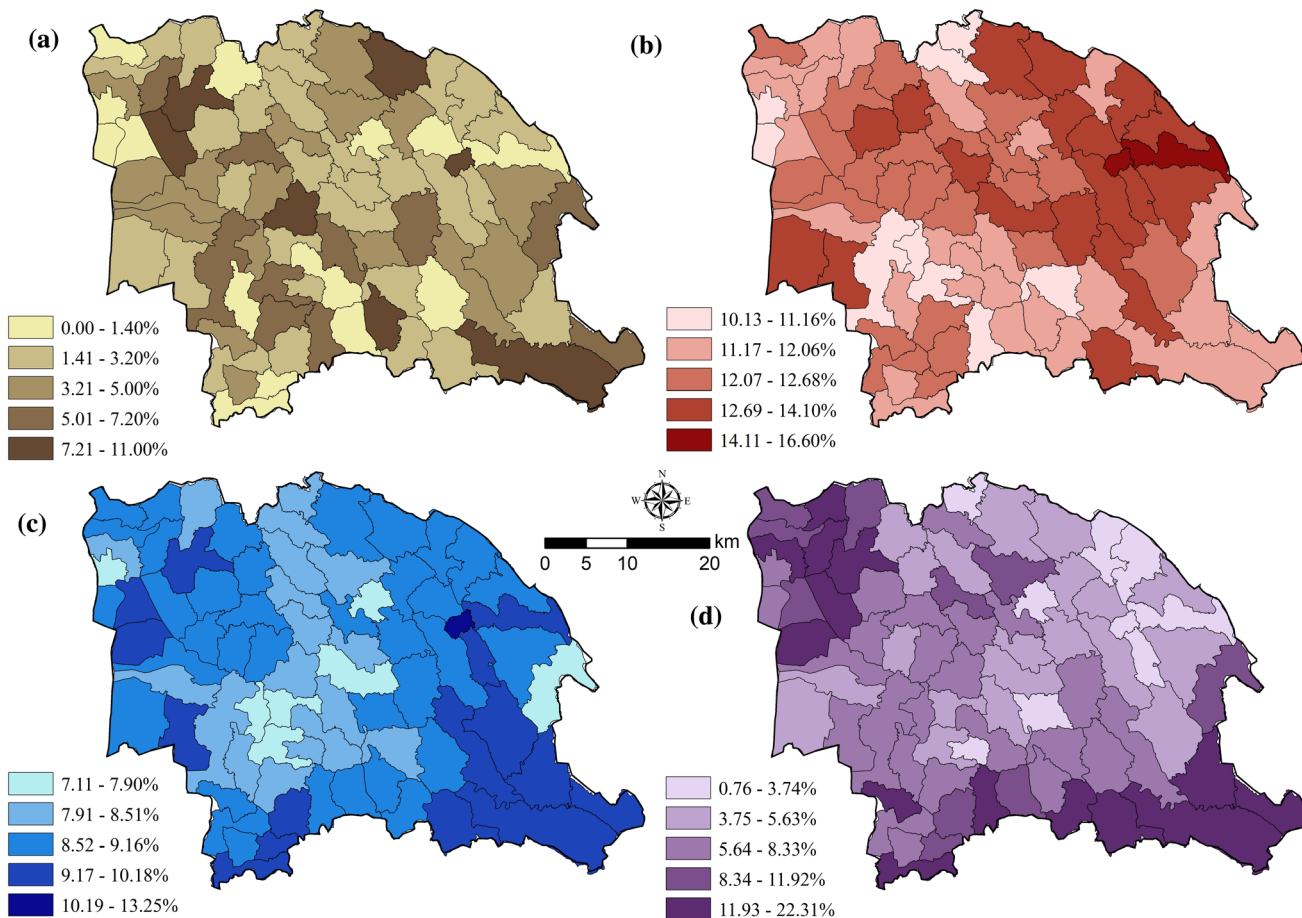 (a)
0.00 - 1.40%
1.41 - 3.20%
3.21 - 5.00%
5.01 - 7.20%
7.21 - 11.00%
(b)
10.13 - 11.16%
11.17 - 12.06%
12.07 - 12.68%
12.69 - 14.10%
14.11 - 16.60%
(c)
7.11 - 7.90%
7.91 - 8.51%
8.52 - 9.16%
9.17 - 10.18%
10.19 - 13.25%
N
W E
S
km
0 5 10 20
(d)
0.76 - 3.74%
3.75 - 5.63%
5.64 - 8.33%
8.34 - 11.92%
11.93 - 22.31%